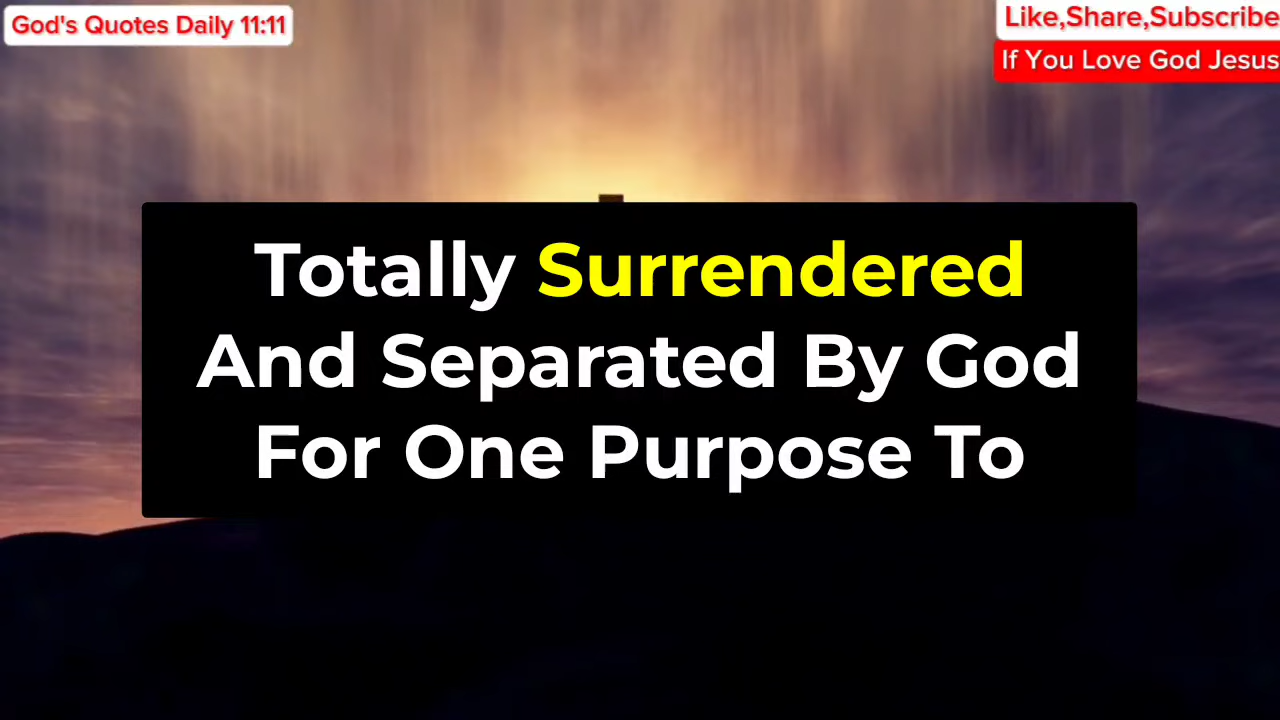 God's Quotes Daily 11:11
Like,Share,Subscribe
If You Love God Jesus
Totally Surrendered
And Separated By God
For One Purpose To